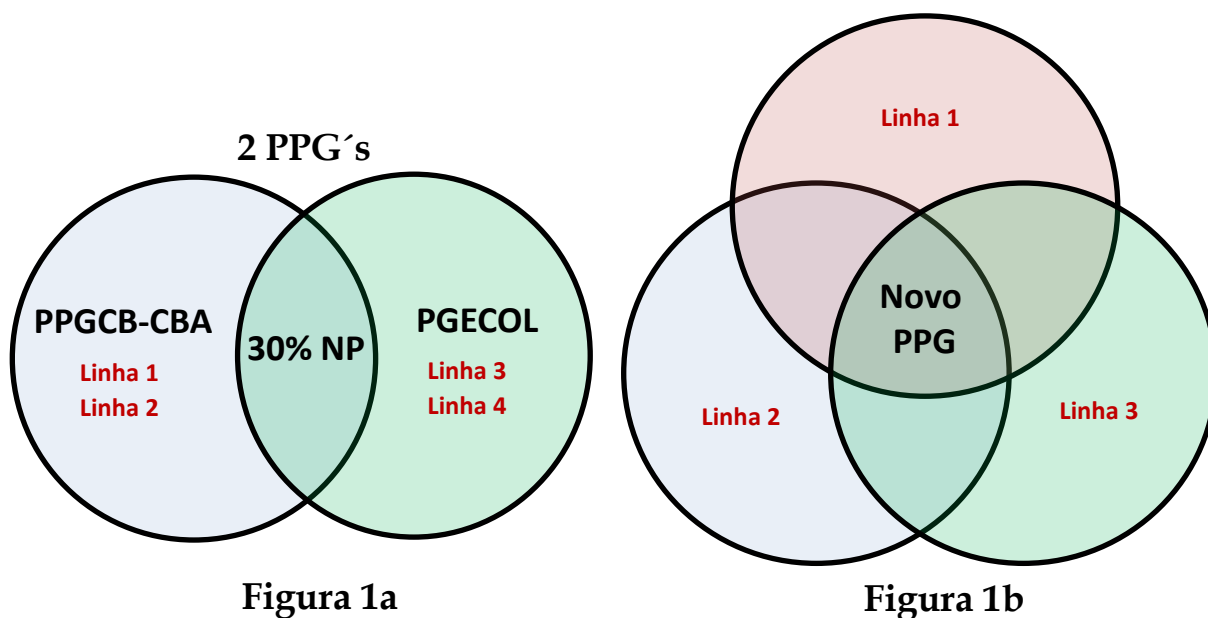 2 PPG´s
PPGCB-CBA
Linha 1
Linha 2
30% NP
PGECOL
Linha 3
Linha 4
Figura 1a
Linha 1
Novo
PPG
Linha 2
Linha 3
Figura 1b